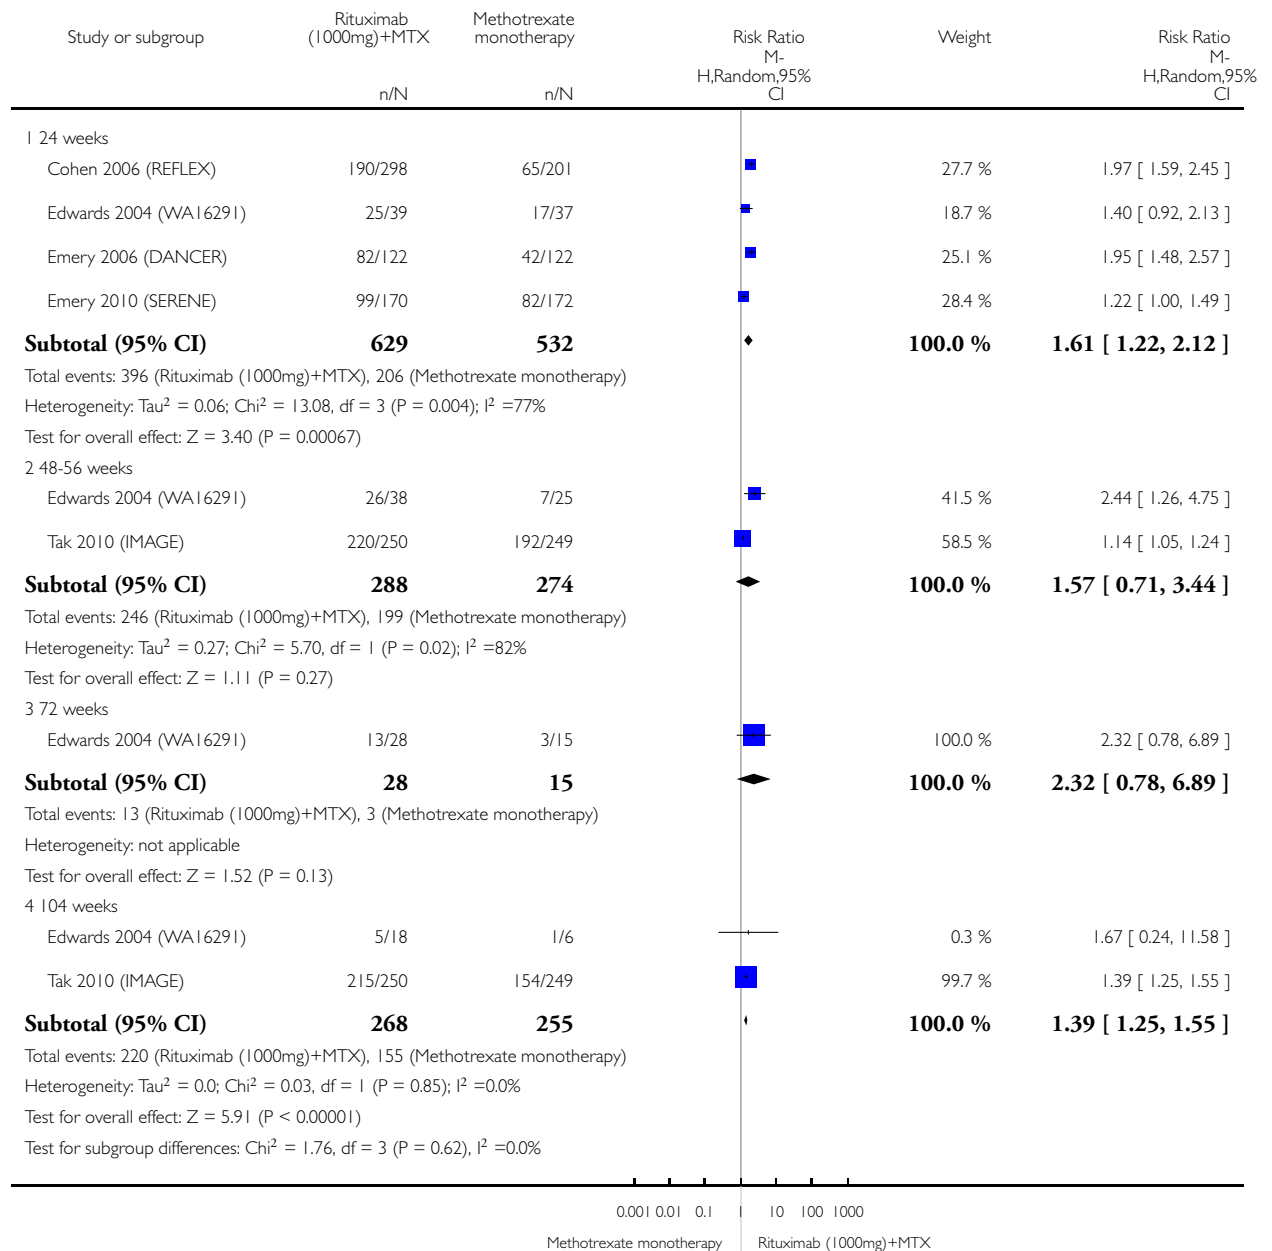 Study or subgroup Rituximab (1000mg)+MTX Methotrexate monotherapy Risk Ratio Weight Risk Ratio
M-H,Random,95% CI M-H,Random,95% CI
n/N n/N
1 24 weeks
Cohen 2006 (REFLEX) 190/298 65/201 27.7 % 1.97 [ 1.59, 2.45 ]
Edwards 2004 (WA16291) 25/39 17/37 18.7 % 1.40 [ 0.92, 2.13 ]
Emery 2006 (DANCER) 82/122 42/122 25.1 % 1.95 [ 1.48, 2.57 ]
Emery 2010 (SERENE) 99/170 82/172 28.4 % 1.22 [ 1.00, 1.49 ]
Subtotal (95% CI) 629 532 100.0 % 1.61 [ 1.22, 2.12 ]
Total events: 396 (Rituximab (1000mg)+MTX), 206 (Methotrexate monotherapy)
Heterogeneity: Tau² = 0.06; Chi² = 13.08, df = 3 (P = 0.004); I² =77%
Test for overall effect: Z = 3.40 (P = 0.00067)
2 48-56 weeks
Edwards 2004 (WA16291) 26/38 7/25 41.5 % 2.44 [ 1.26, 4.75 ]
Tak 2010 (IMAGE) 220/250 192/249 58.5 % 1.14 [ 1.05, 1.24 ]
Subtotal (95% CI) 288 274 100.0 % 1.57 [ 0.71, 3.44 ]
Total events: 246 (Rituximab (1000mg)+MTX), 199 (Methotrexate monotherapy)
Heterogeneity: Tau² = 0.27; Chi² = 5.70, df = 1 (P = 0.02); I² =82%
Test for overall effect: Z = 1.11 (P = 0.27)
3 72 weeks
Edwards 2004 (WA16291) 13/28 3/15 100.0 % 2.32 [ 0.78, 6.89 ]
Subtotal (95% CI) 28 15 100.0 % 2.32 [ 0.78, 6.89 ]
Total events: 13 (Rituximab (1000mg)+MTX), 3 (Methotrexate monotherapy)
Heterogeneity: not applicable
Test for overall effect: Z = 1.52 (P = 0.13)
4 104 weeks
Edwards 2004 (WA16291) 5/18 1/6 0.3 % 1.67 [ 0.24, 11.58 ]
Tak 2010 (IMAGE) 215/250 154/249 99.7 % 1.39 [ 1.25, 1.55 ]
Subtotal (95% CI) 268 255 100.0 % 1.39 [ 1.25, 1.55 ]
Total events: 220 (Rituximab (1000mg)+MTX), 155 (Methotrexate monotherapy)
Heterogeneity: Tau² = 0.0; Chi² = 0.03, df = 1 (P = 0.85); I² =0.0%
Test for overall effect: Z = 5.91 (P < 0.00001)
Test for subgroup differences: Chi² = 1.76, df = 3 (P = 0.62), I² =0.0%
0.001 0.01 0.1 1 10 100 1000
Methotrexate monotherapy Rituximab (1000mg)+MTX